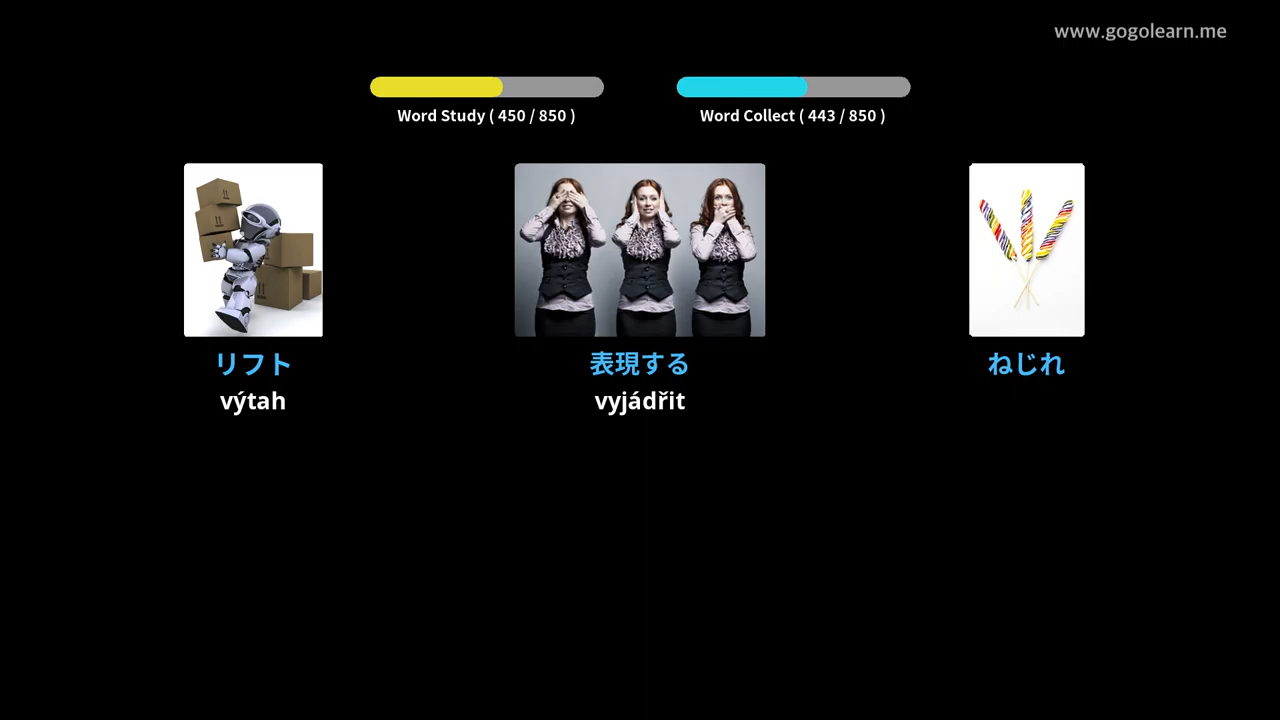 www.gogolearn.me
Word Study ( 450 / 850 )
Word Collect ( 443 / 850 )
リフト
表現する
ねじれ
výtah
vyjádřit